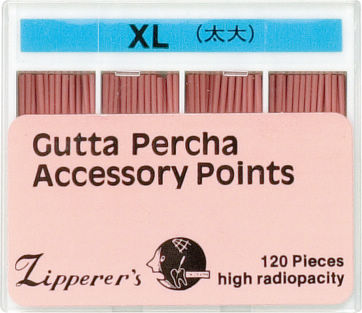 XL (太大)
Gutta Percha
Accessory Points
Zipperer's
120 Pieces
high radiopacity